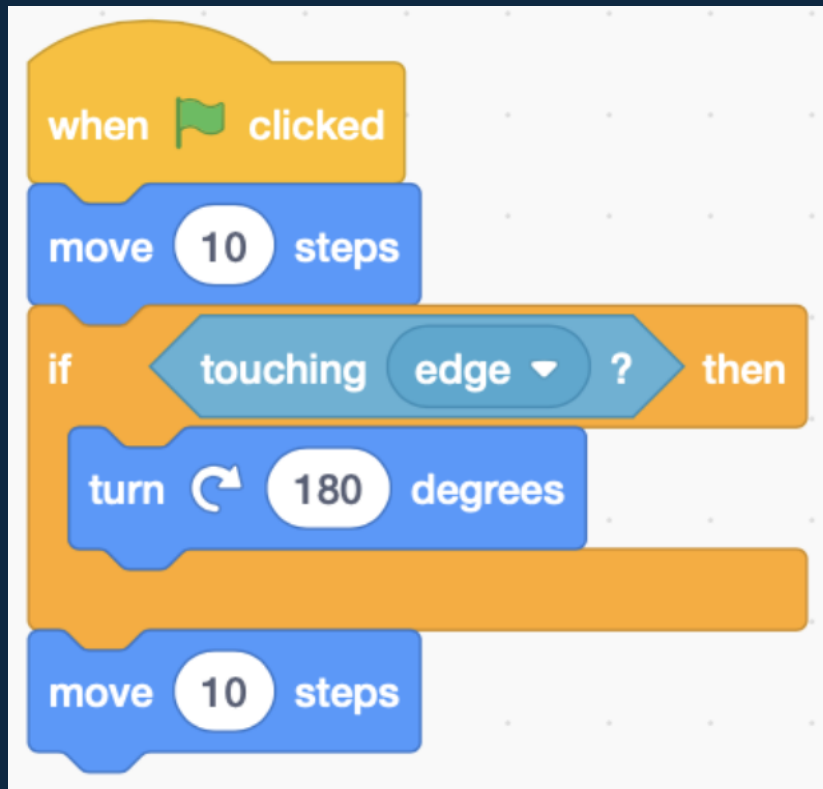 when clicked
move 10 steps
if touching edge ? then
turn 180 degrees
move 10 steps